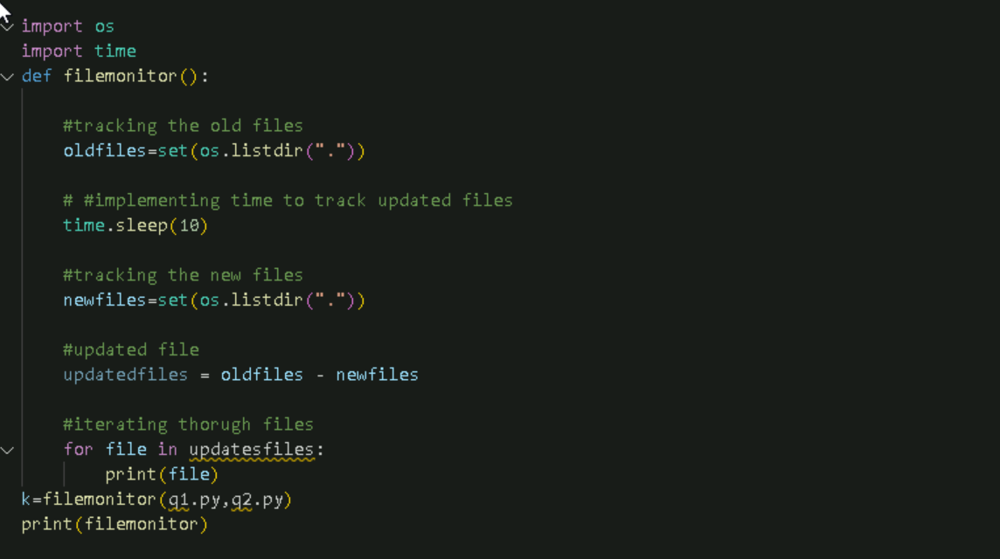 import os
import time
def filemonitor():
#tracking the old files
oldfiles=set(os.listdir("."))
# #implementing time to track updated files
time.sleep(10)
#tracking the new files
newfiles=set(os.listdir("."))
#updated file
updatedfiles = oldfiles - newfiles
#iterating thorugh files
for file in updatesfiles:
print(file)
k=filemonitor(q1.py,q2.py)
print(filemonitor)